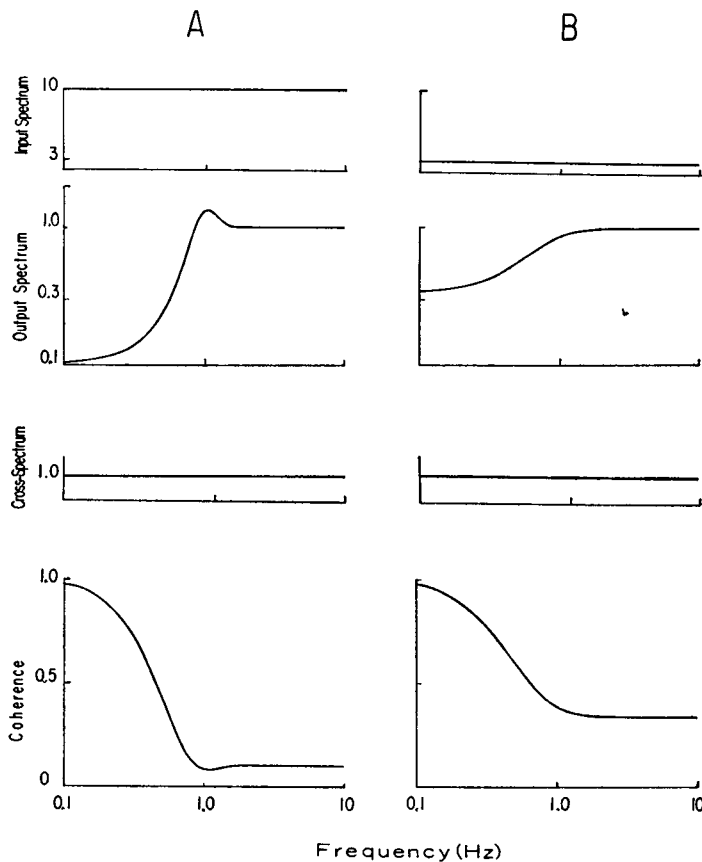 A
B
Input Spectrum
10
3
Output Spectrum
1.0
0.3
0.1
Cross-Spectrum
1.0
Coherence
1.0
0.5
0
0.1
1.0
10
0.1
1.0
10
Frequency (Hz)